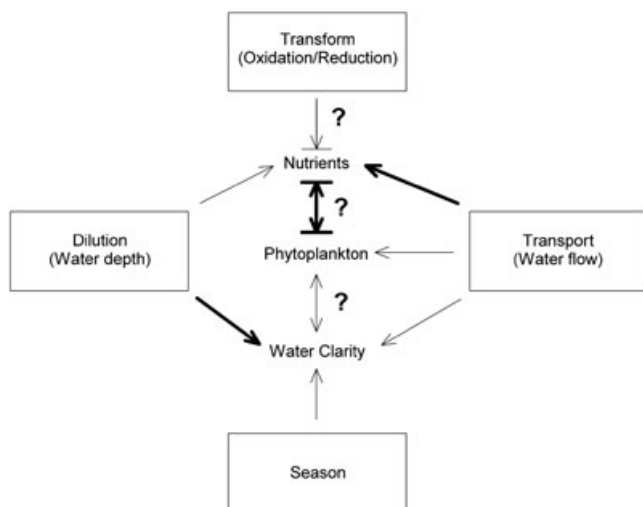 Transform
(Oxidation/Reduction)
?
Nutrients
?
Dilution
(Water depth)
Phytoplankton
Transport
(Water flow)
?
Water Clarity
Season